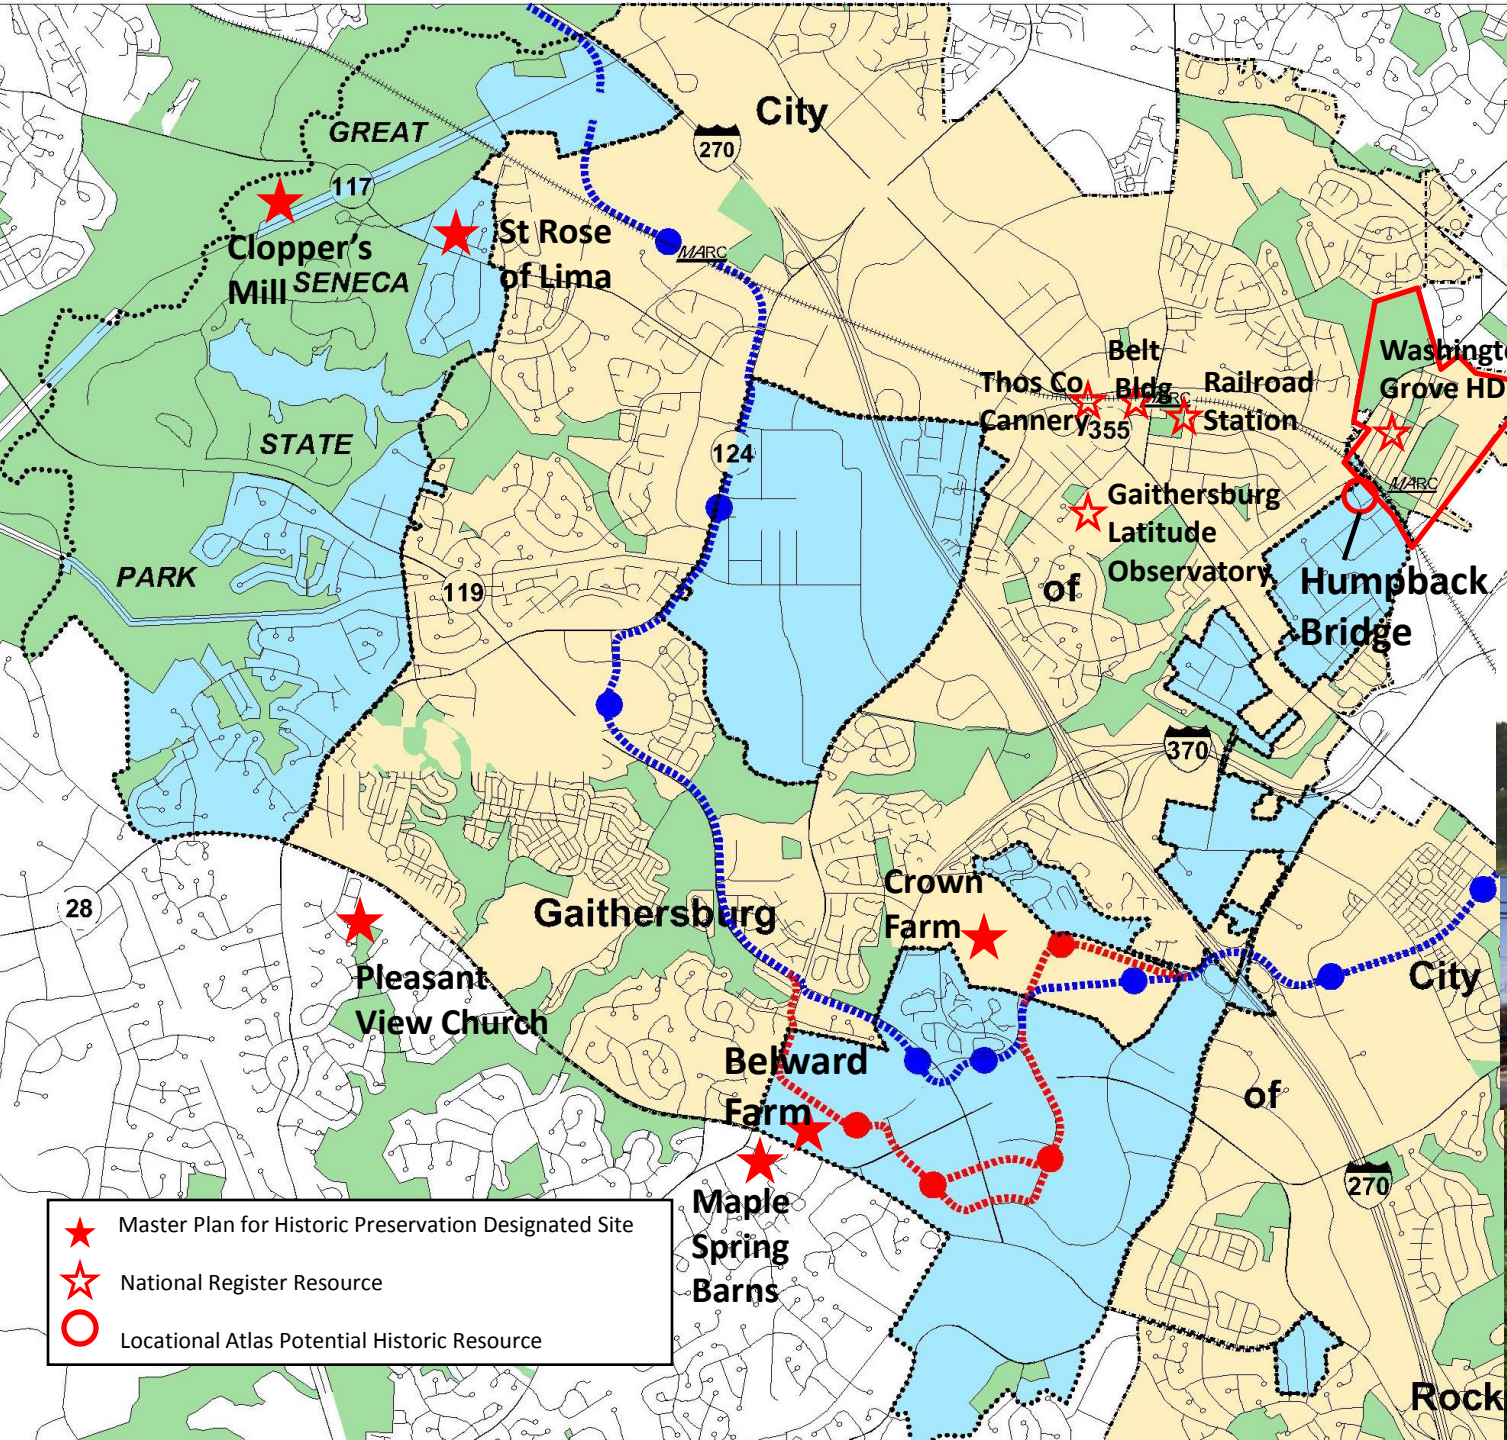 City
GREAT
270
117
Clopper's
Mill
SENECA
St Rose
of Lima
MARC
Belt
Bldg
Thos Co
Cannery
355
Railroad
Station
Washingto
Grove HD
STATE
124
MARC
Gaithersburg
Latitude
Observatory
of
Humpback
Bridge
PARK
119
370
28
Gaithersburg
Crown
Farm
Pleasant
View Church
City
Belward
Farm
of
Maple
Spring
Barns
270
Rock
Master Plan for Historic Preservation Designated Site
National Register Resource
Locational Atlas Potential Historic Resource